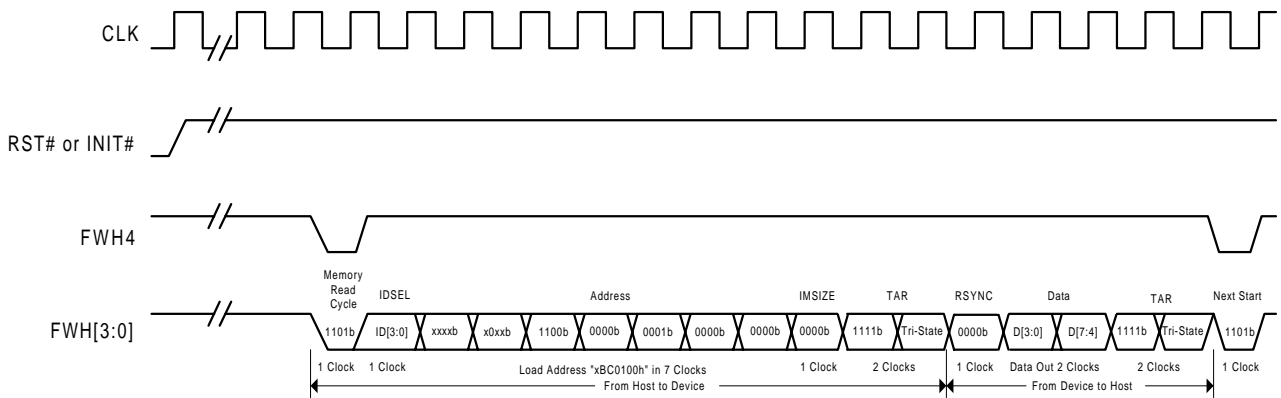 CLK
RST# or INIT#
FWH4
Memory
Read
Cycle
IDSEL
Address
IMSIZE
TAR
RSYNC
Data
TAR
Next Start
FWH[3:0]
1101b
ID[3:0]
xxxxb
x0xxb
1100b
0000b
0001b
0000b
0000b
0000b
1111b
Tri-State
0000b
D[3:0]
D[7:4]
1111b
Tri-State
1101b
1 Clock
1 Clock
Load Address "xBC0100h" in 7 Clocks
1 Clock
2 Clocks
1 Clock
Data Out 2 Clocks
2 Clocks
1 Clock
From Host to Device
From Device to Host